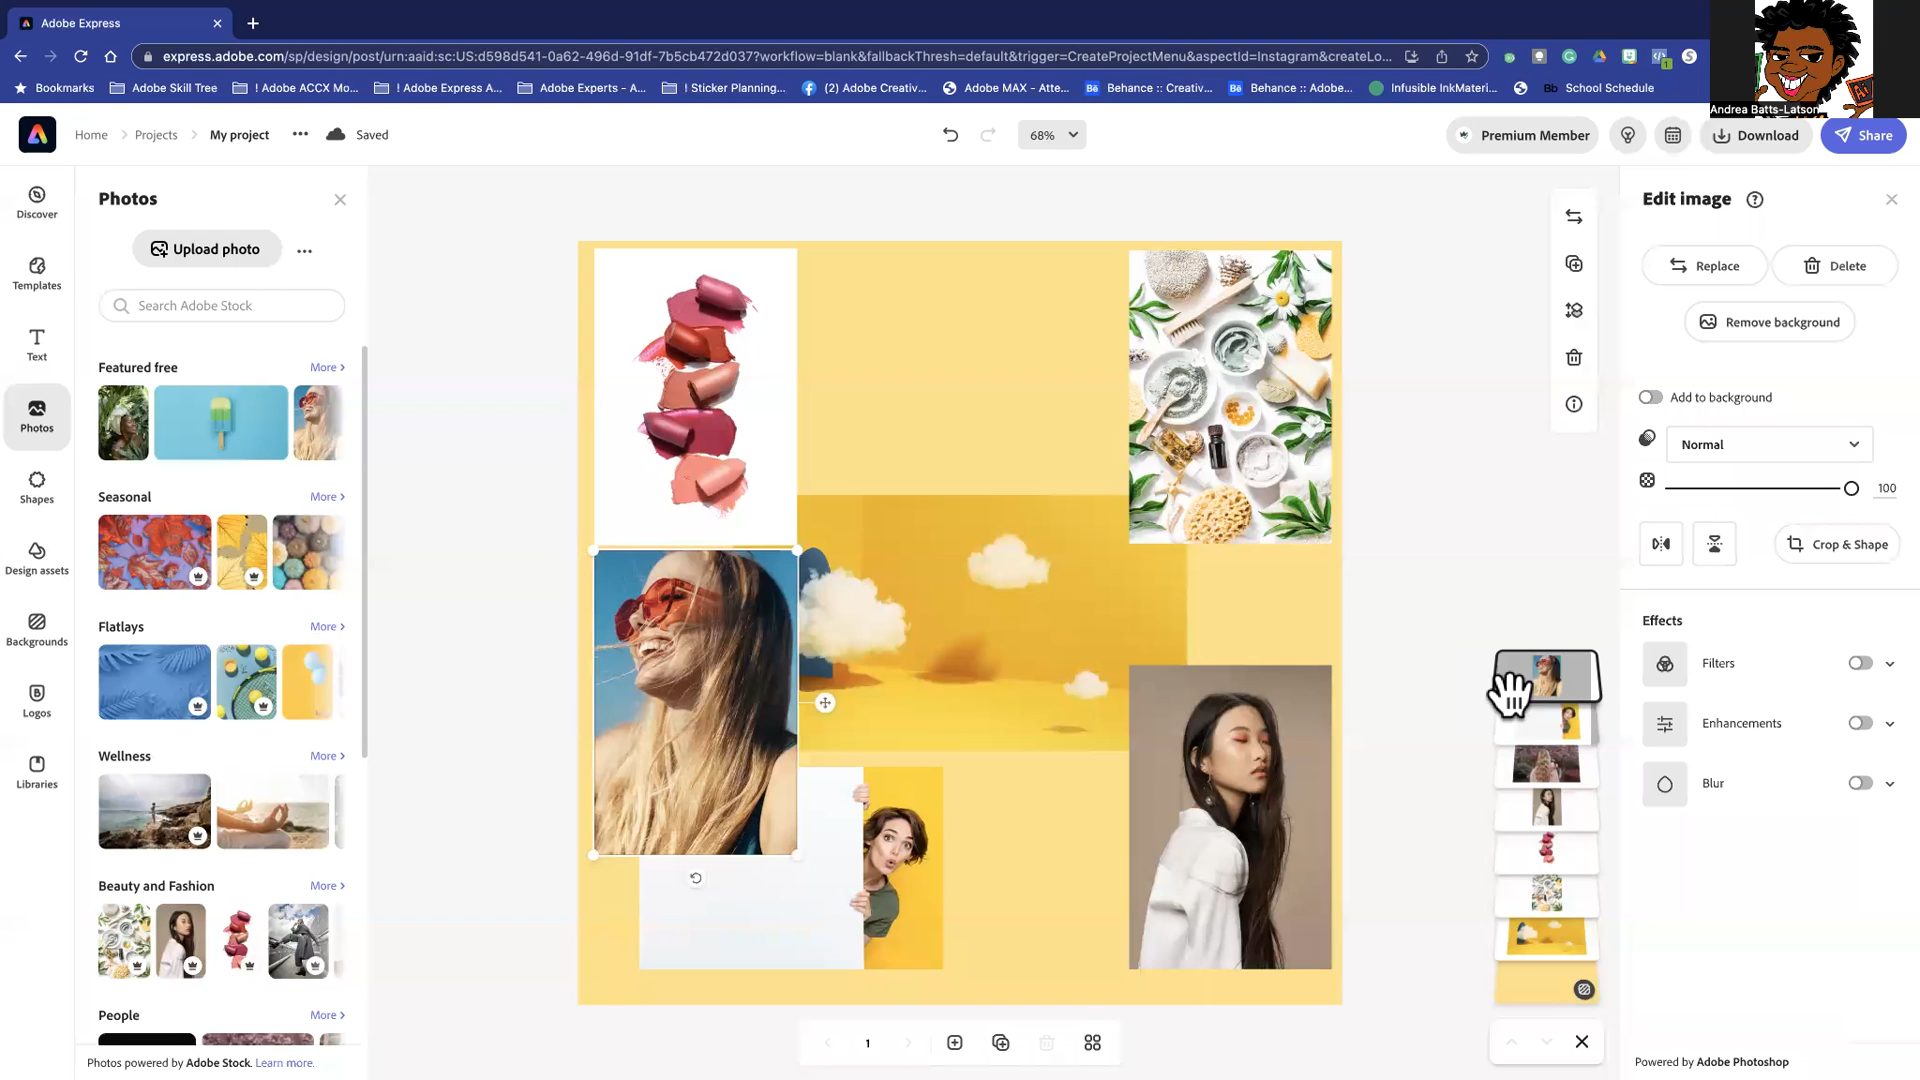 Adobe Express
express.adobe.com/sp/design/post/urn:aaid:sc:US:d598d541-0a62-496d-91df-7b5cb472d037?workflow=blank&fallbackThresh=default&trigger=CreateProjectMenu&aspectId=Instagram&createLo...
Bookmarks Adobe Skill Tree ! Adobe ACCX Mo... ! Adobe Express A... Adobe Experts - A... ! Sticker Planning,... (2) Adobe Creativ... Adobe MAX - Atte... Bē Behance :: Creativ... Bē Behance :: Adobe... Infusible InkMateri... Bb School Schedule
Andrea Batts-Latson
Home Projects My project Saved
68%
Premium Member
Download
Share
Discover
Templates
Text
Photos
Shapes
Design assets
Backgrounds
Logos
Libraries
Photos
Upload photo
Search Adobe Stock
Featured free More
Seasonal More
Flatlays More
Wellness More
Beauty and Fashion More
People More
Photos powered by Adobe Stock. Learn more.
1
Edit image
Replace
Delete
Remove background
Add to background
Normal
100
Crop & Shape
Effects
Filters
Enhancements
Blur
Powered by Adobe Photoshop